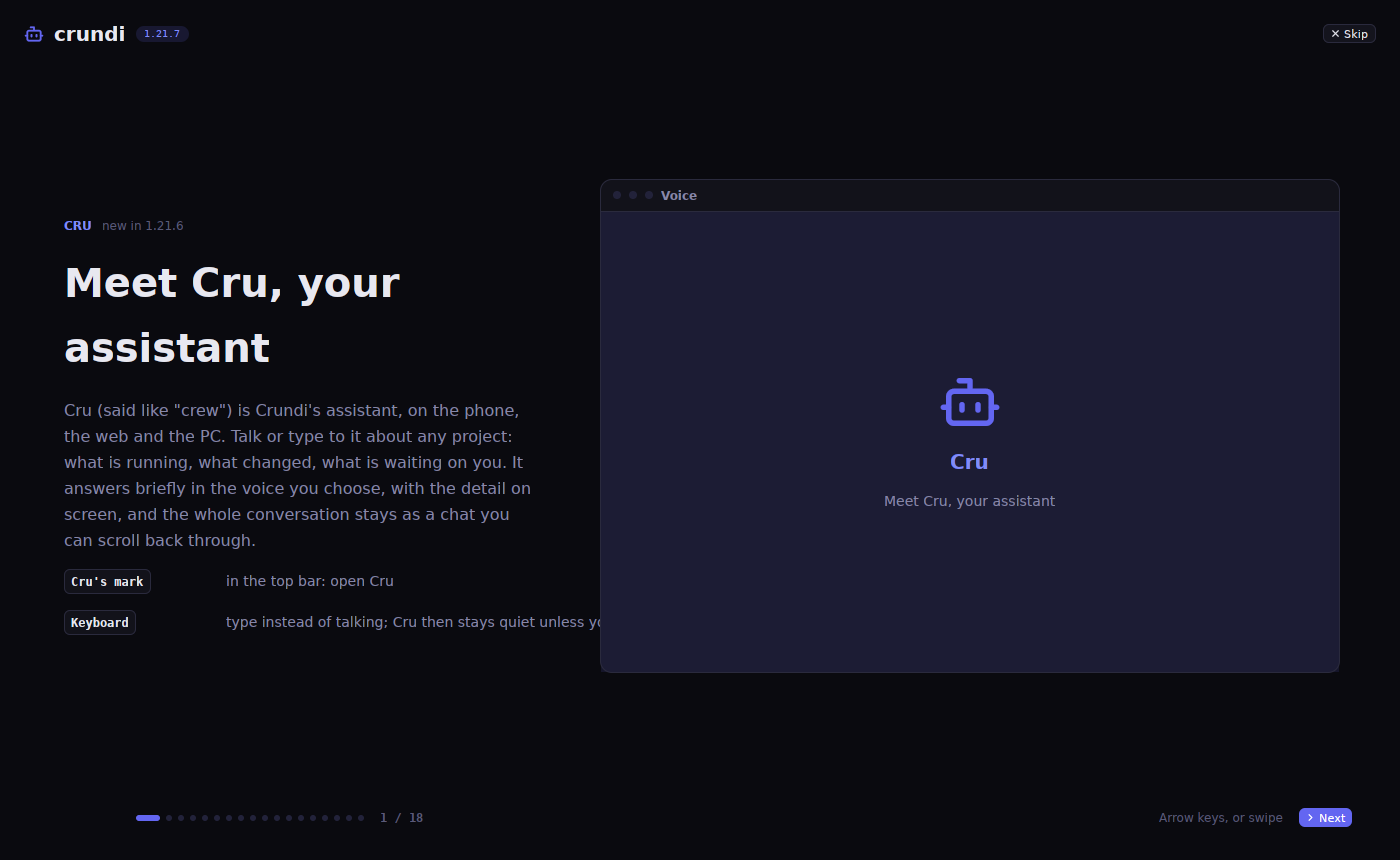 crundi 1.21.7
Skip
CRU new in 1.21.6
Meet Cru, your
assistant
Cru (said like "crew") is Crundi's assistant, on the phone,
the web and the PC. Talk or type to it about any project:
what is running, what changed, what is waiting on you. It
answers briefly in the voice you choose, with the detail on
screen, and the whole conversation stays as a chat you
can scroll back through.
Cru's mark in the top bar: open Cru
Keyboard type instead of talking; Cru then stays quiet unless
Voice
Cru
Meet Cru, your assistant
1 / 18
Arrow keys, or swipe
Next